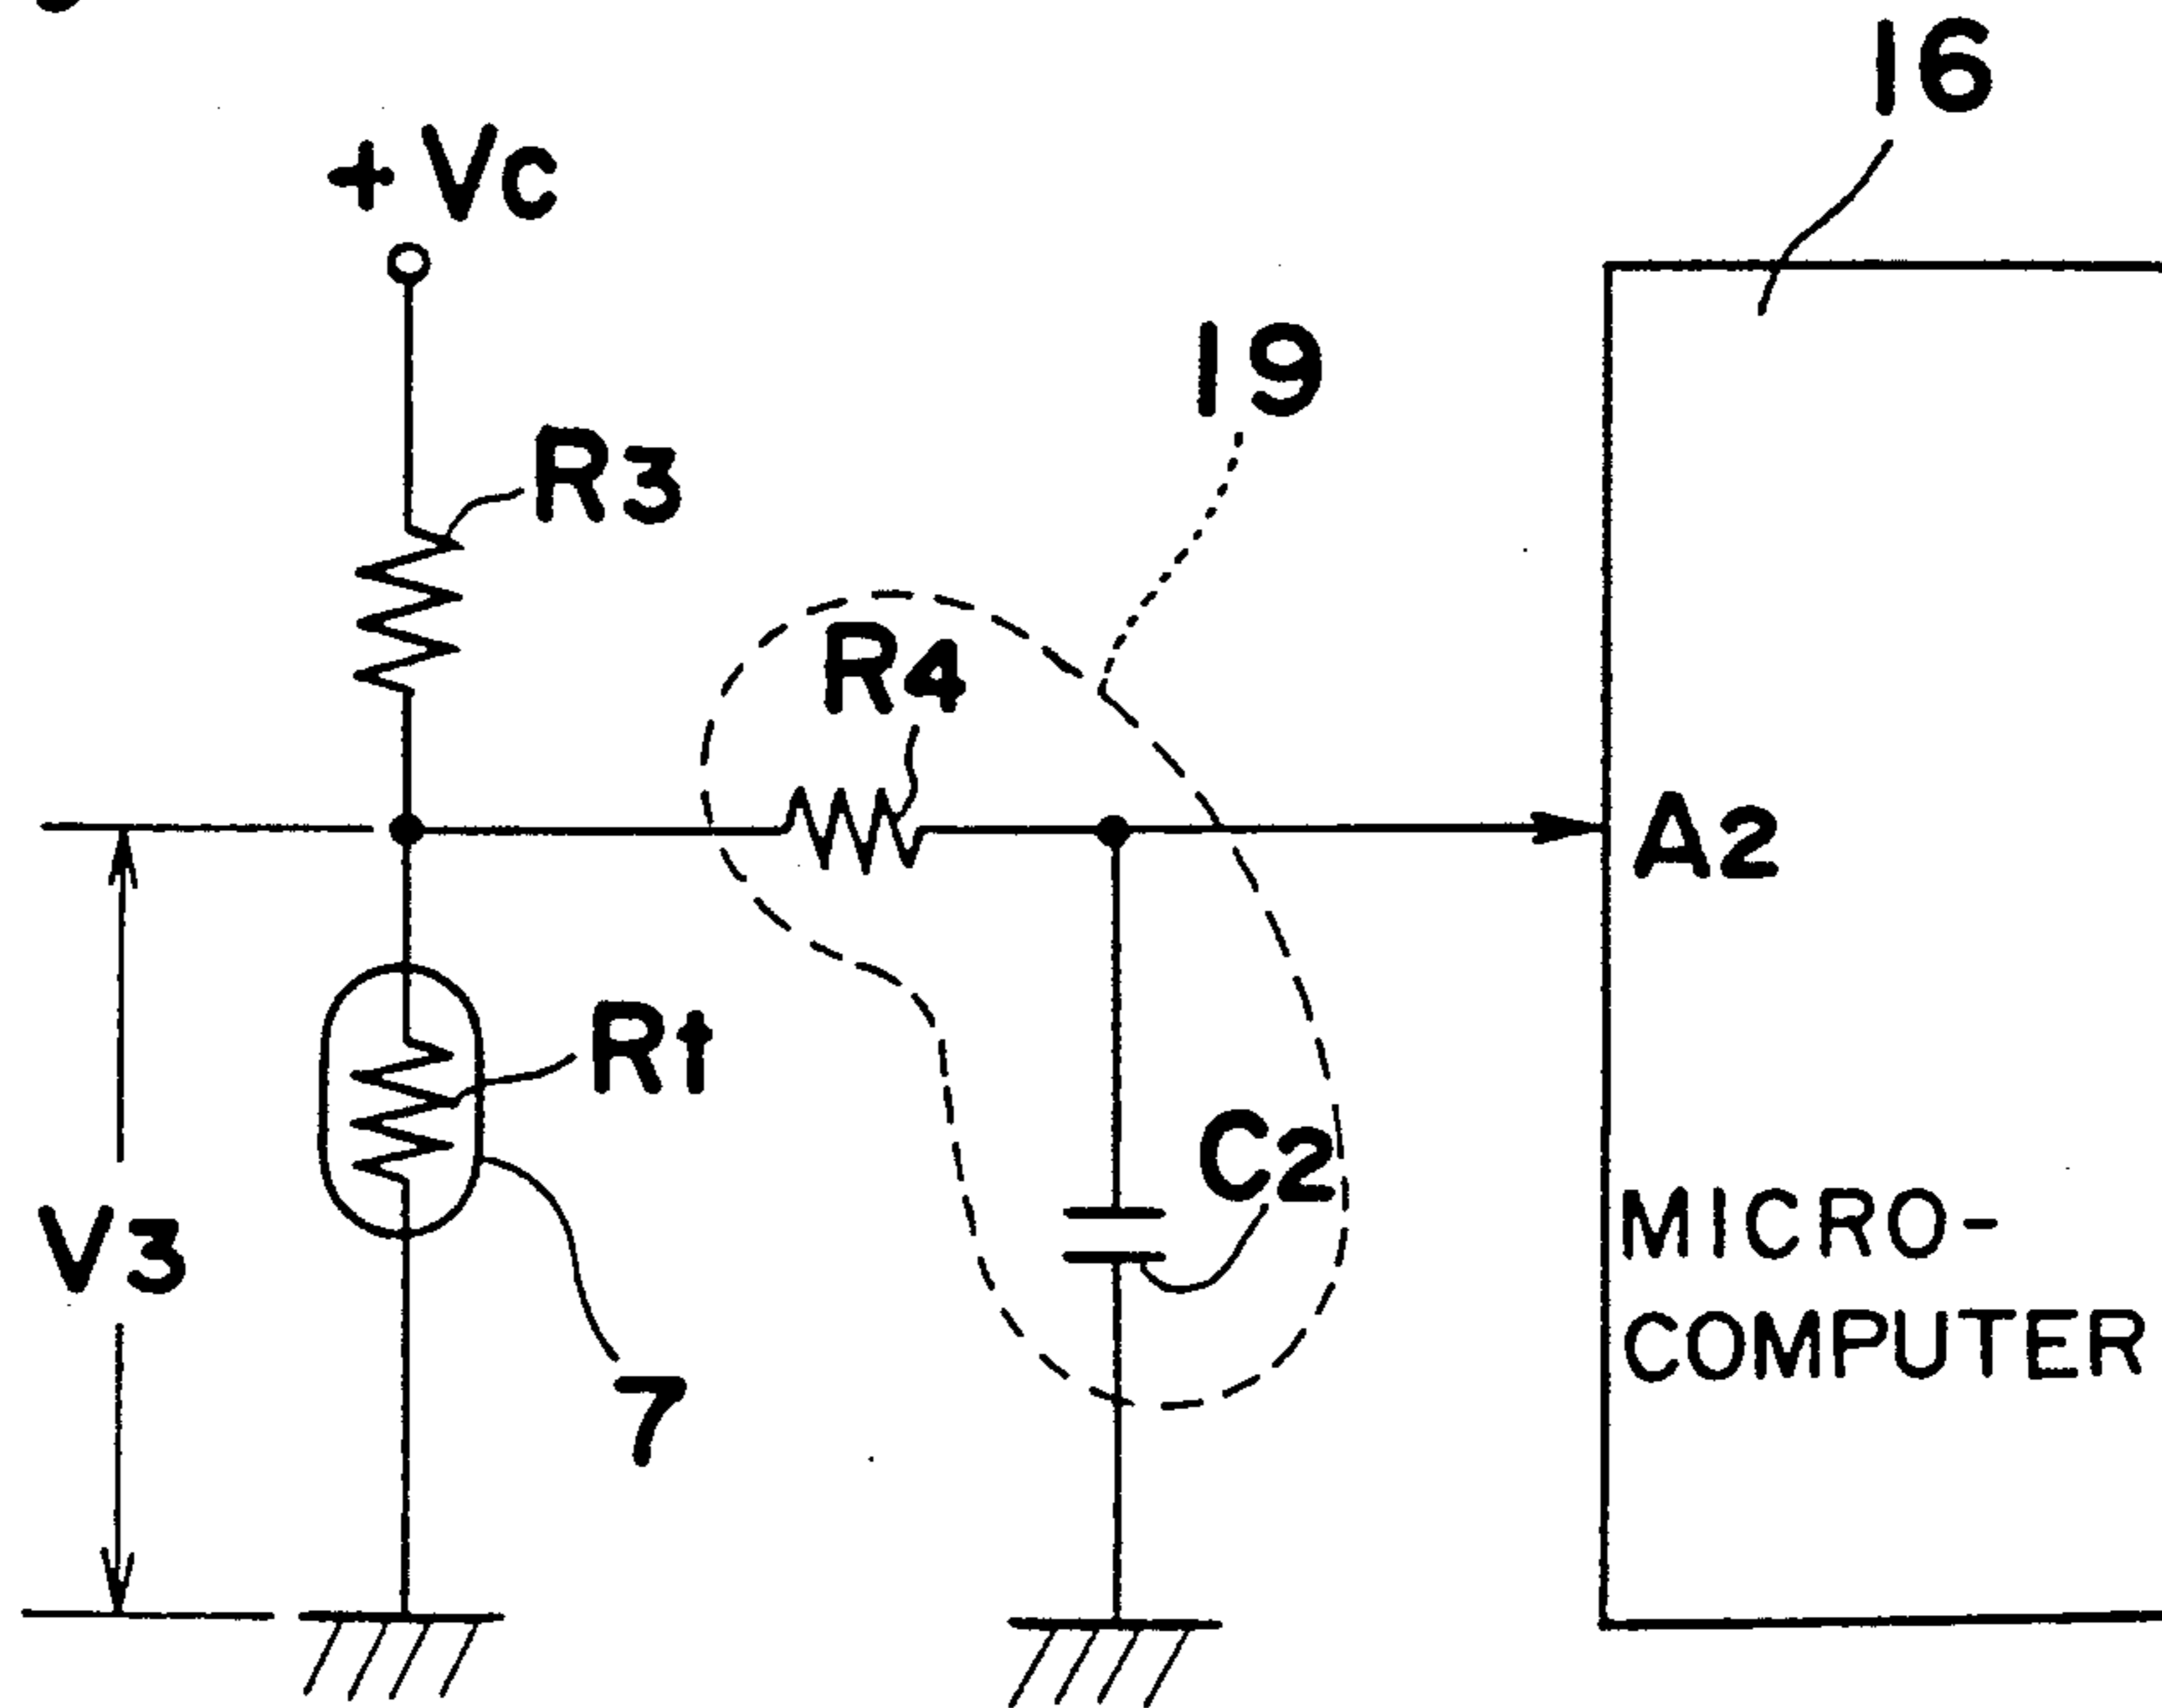 16
+Vc
19
R3
R4
A2
Rt
C2
V3
MICRO-
COMPUTER
7